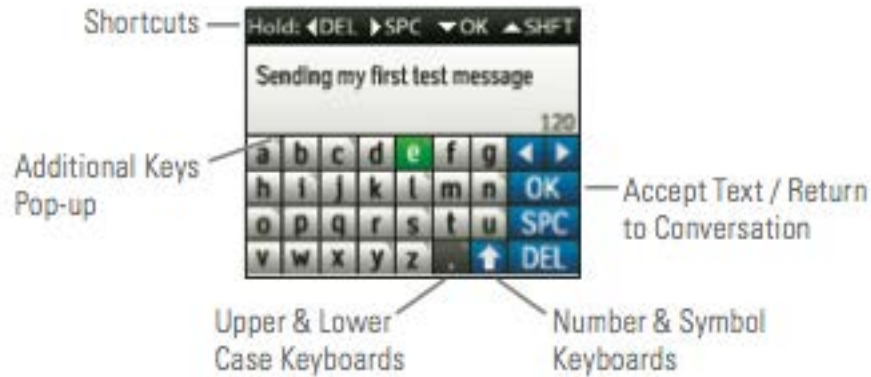 Shortcuts
Hold: ◀DEL ▶SPC ▼OK ▲SHFT
Sending my first test message
120
Additional Keys
Pop-up
a b c d e f g ◀ ▶
h i j k l m n OK
o p q r s t u SPC
v w x y z . ⬆ DEL
Accept Text / Return
to Conversation
Upper & Lower
Case Keyboards
Number & Symbol
Keyboards